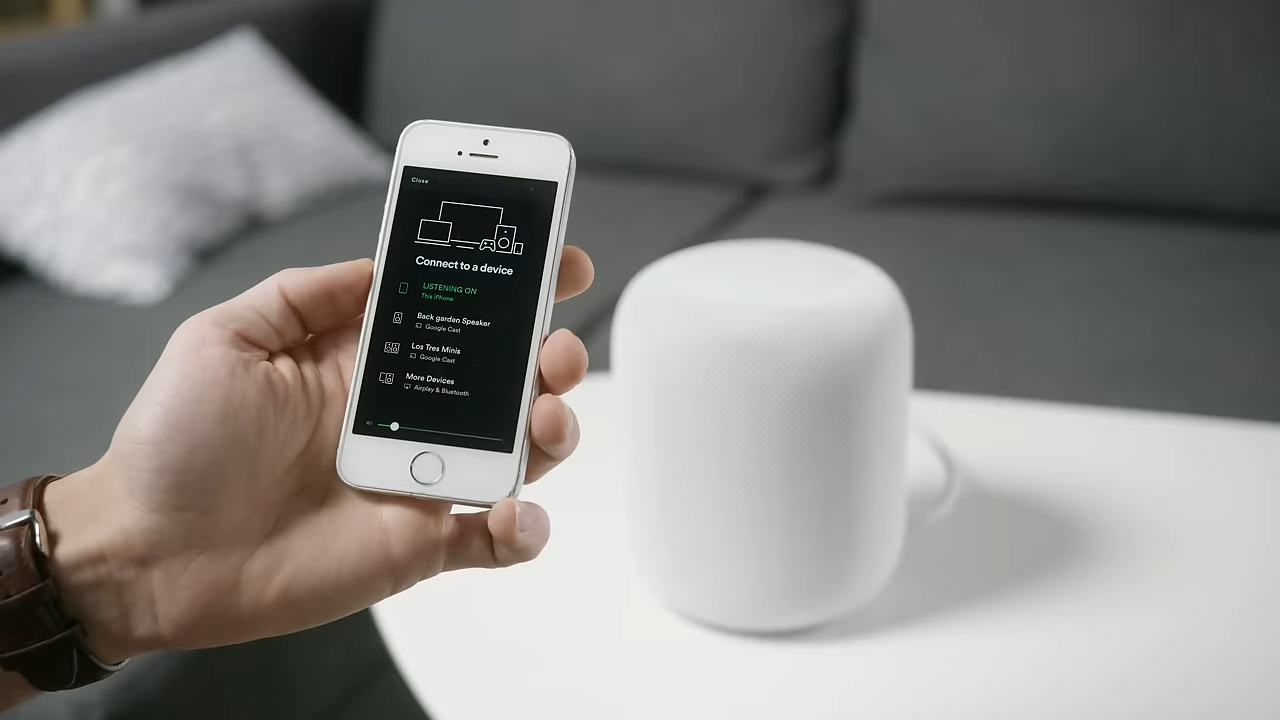 Close
Connect to a device
LISTENING ON
This iPhone
Back garden Speaker
Google Cast
Los Tres Minis
Google Cast
More Devices
Airplay & Bluetooth